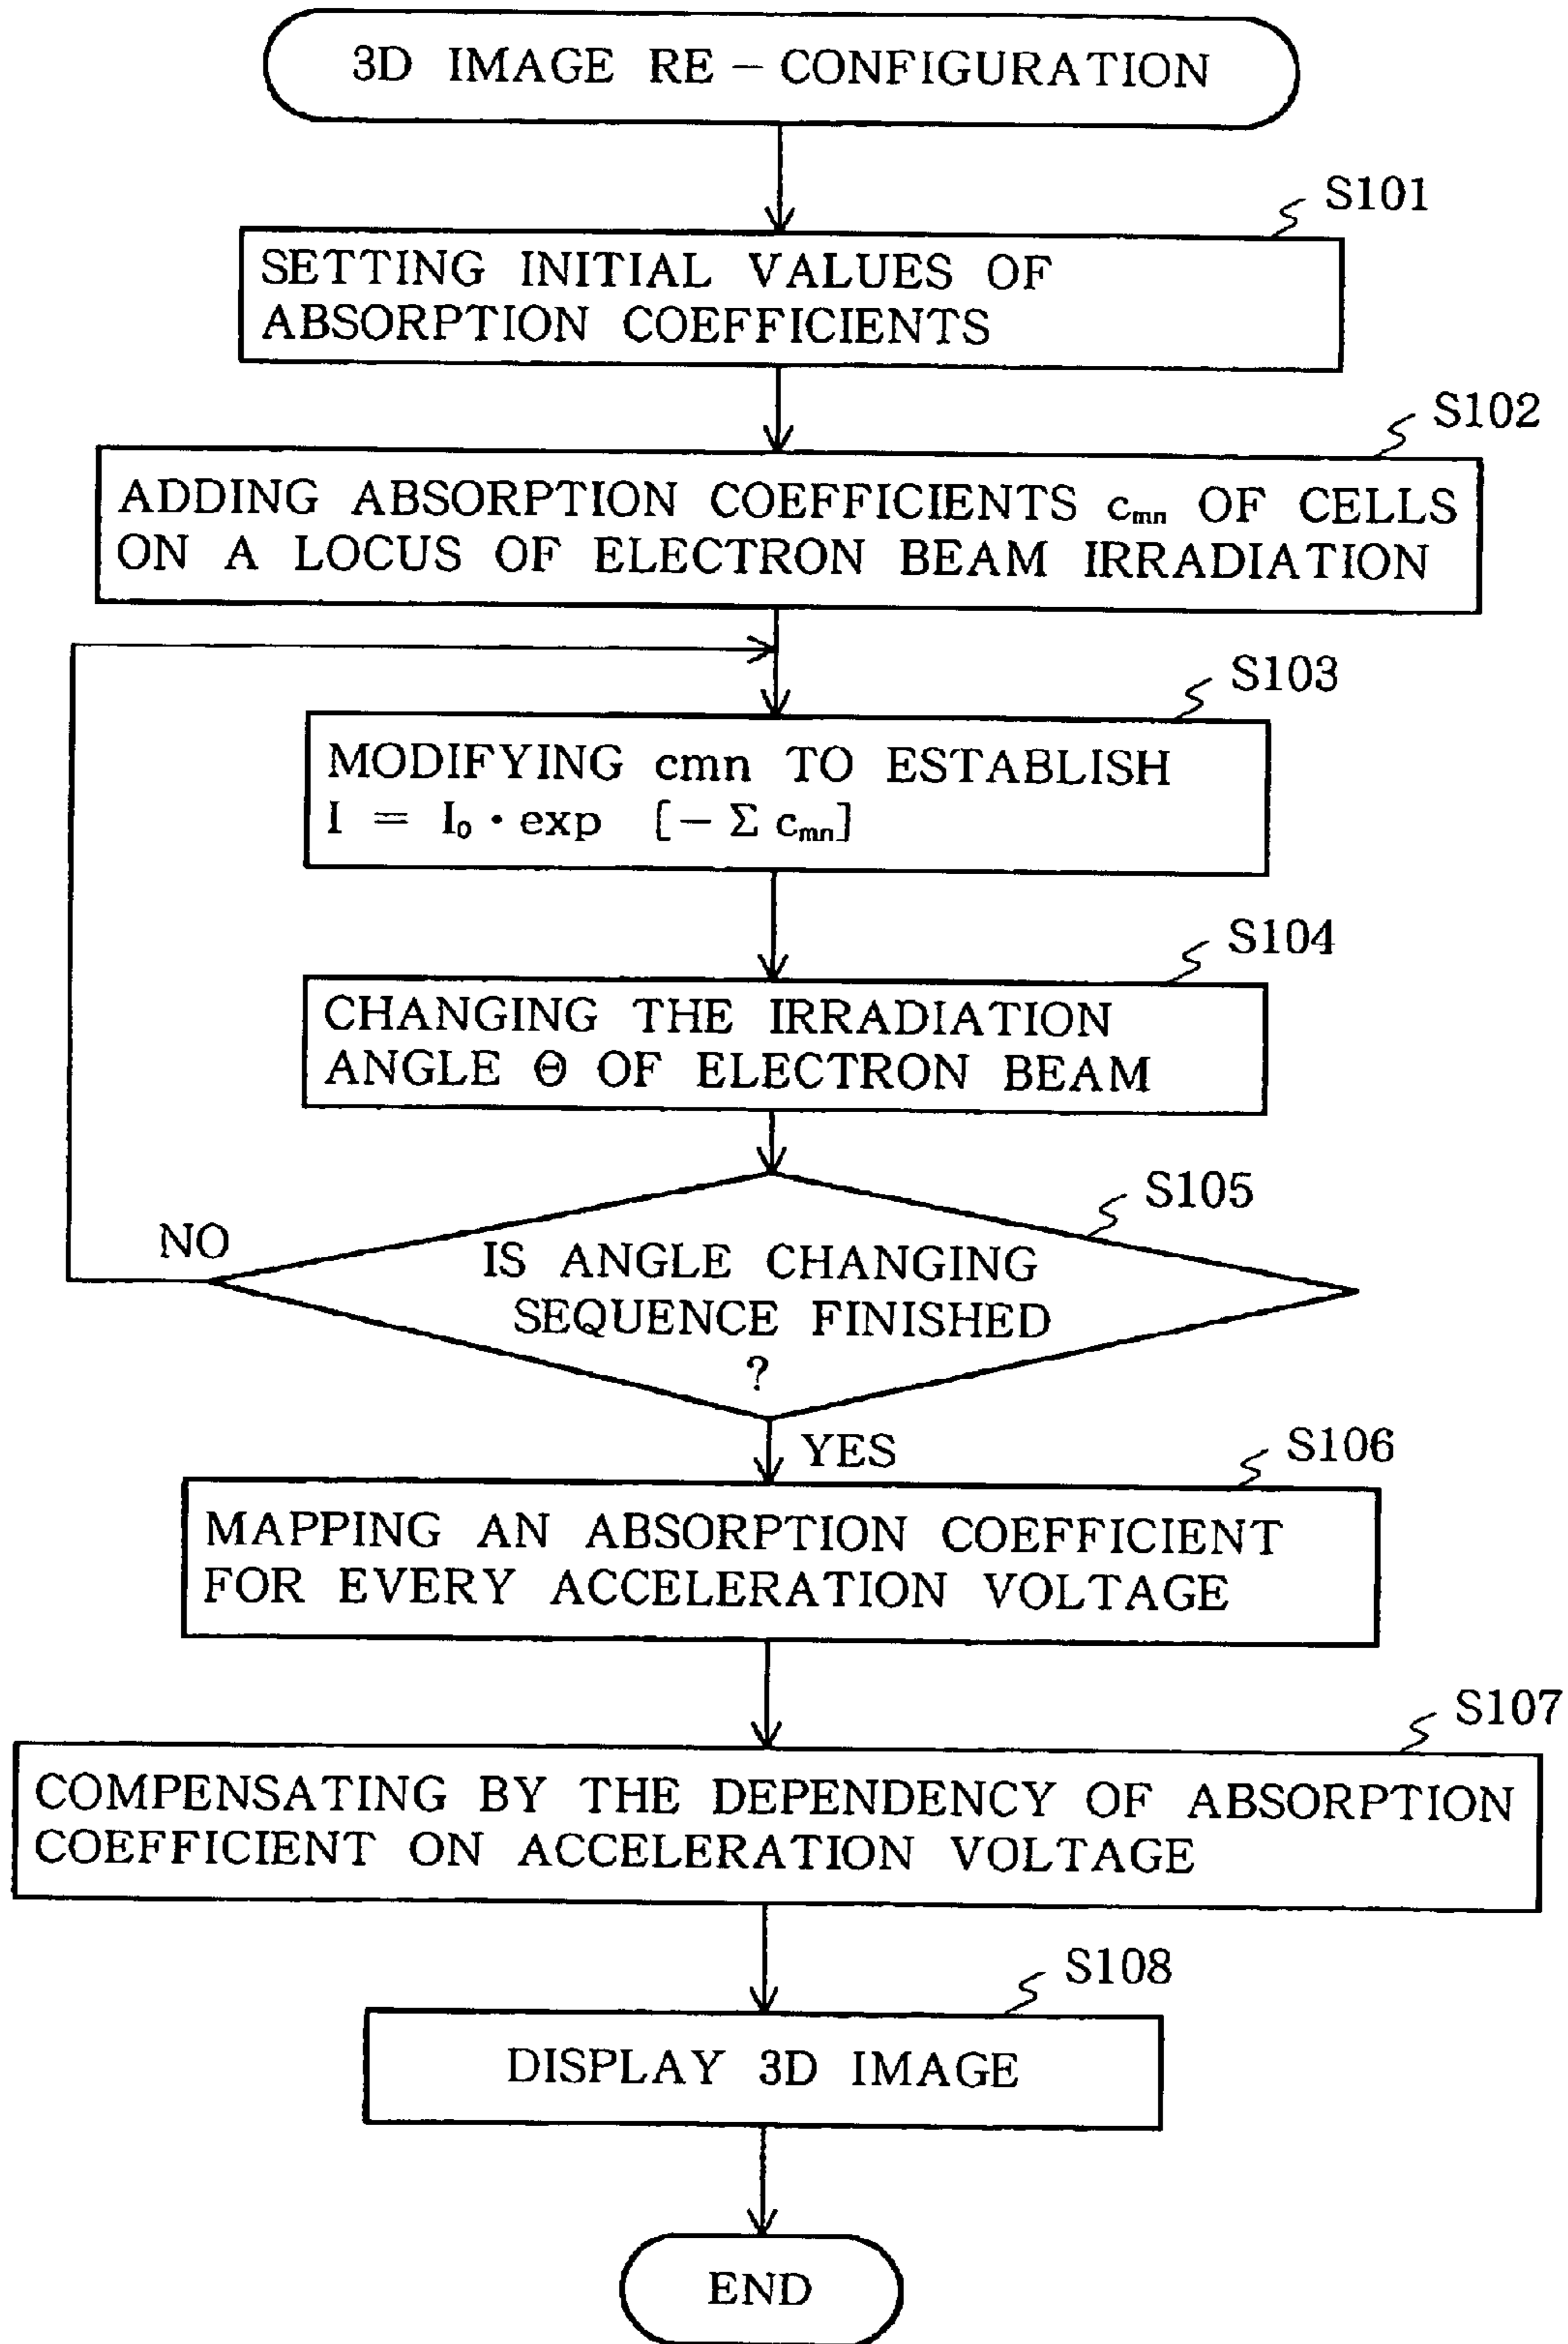 3D IMAGE RE - CONFIGURATION
S101
SETTING INITIAL VALUES OF
ABSORPTION COEFFICIENTS
S102
ADDING ABSORPTION COEFFICIENTS cmn OF CELLS
ON A LOCUS OF ELECTRON BEAM IRRADIATION
S103
MODIFYING cmn TO ESTABLISH
I = I₀ · exp [- Σ cmn]
S104
CHANGING THE IRRADIATION
ANGLE Θ OF ELECTRON BEAM
S105
NO
IS ANGLE CHANGING
SEQUENCE FINISHED
?
YES
S106
MAPPING AN ABSORPTION COEFFICIENT
FOR EVERY ACCELERATION VOLTAGE
S107
COMPENSATING BY THE DEPENDENCY OF ABSORPTION
COEFFICIENT ON ACCELERATION VOLTAGE
S108
DISPLAY 3D IMAGE
END